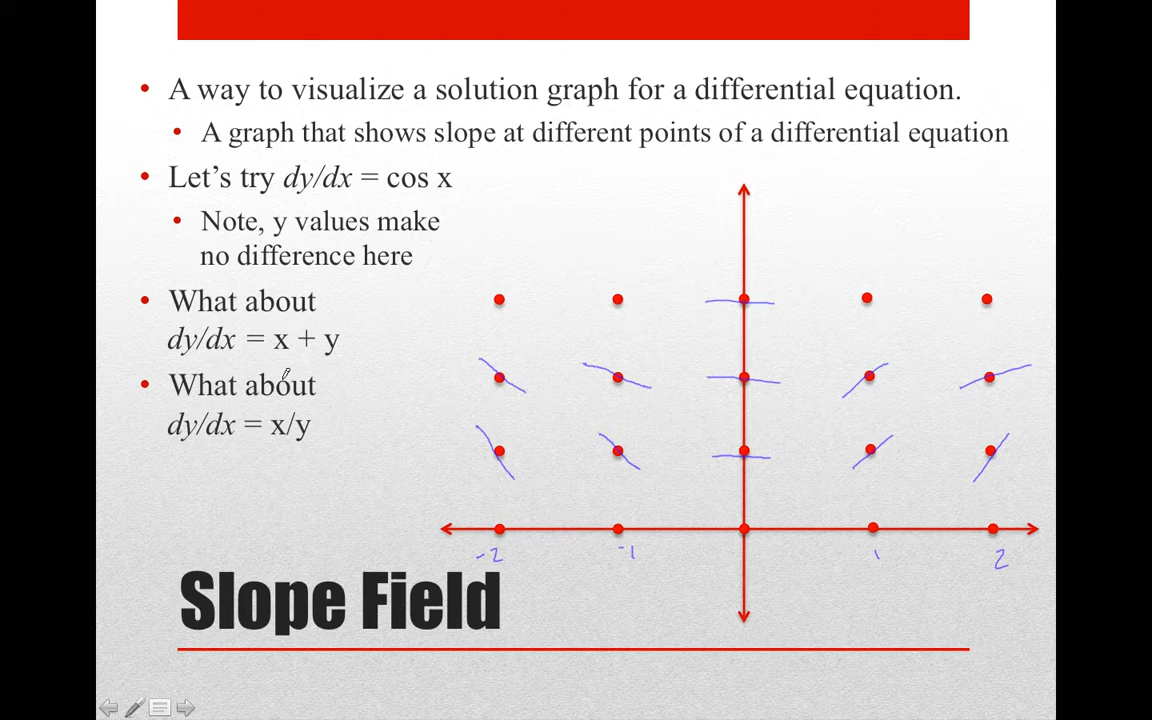 • A way to visualize a solution graph for a differential equation.
• A graph that shows slope at different points of a differential equation
• Let’s try dy/dx = cos x
• Note, y values make
no difference here
• What about
dy/dx = x + y
• What about
dy/dx = x/y
-2 -1 1 2
Slope Field